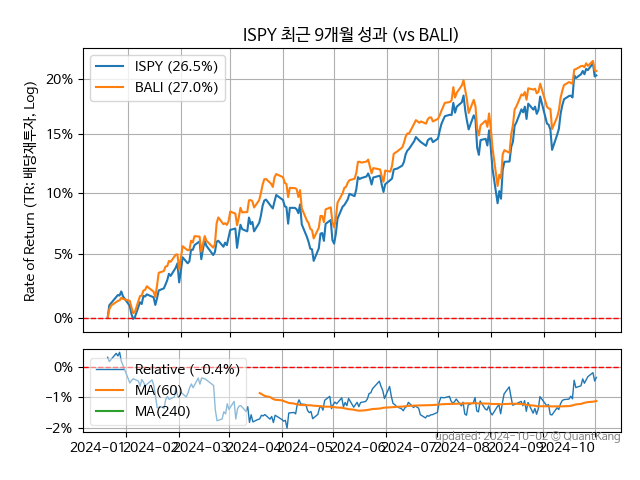 ISPY 최근 9개월 성과 (vs BALI)
Rate of Return (TR: 배당재투자, Log)
20%
15%
10%
5%
0%
ISPY (26.5%)
BALI (27.0%)
0%
−1%
−2%
Relative (−0.4%)
MA(60)
MA(240)
2024-01 2024-02 2024-03 2024-04 2024-05 2024-06 2024-07 2024-08 2024-09 2024-10
updated: 2024-10-02 © QuantKang